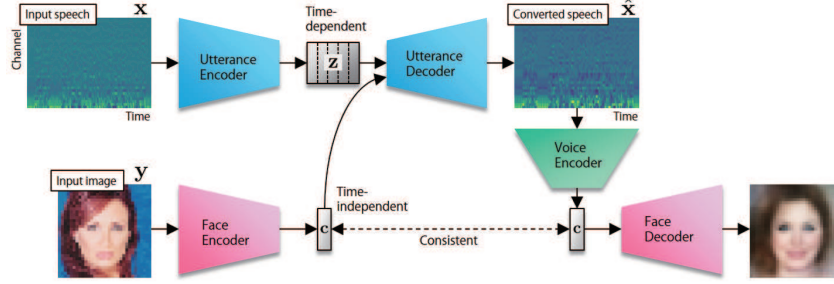 Input speech
x
Channel
Time
Utterance
Encoder
Time-
dependent
z
Utterance
Decoder
Converted speech
x̂
Time
Voice
Encoder
Input image
y
Face
Encoder
Time-
independent
c
Consistent
c
Face
Decoder